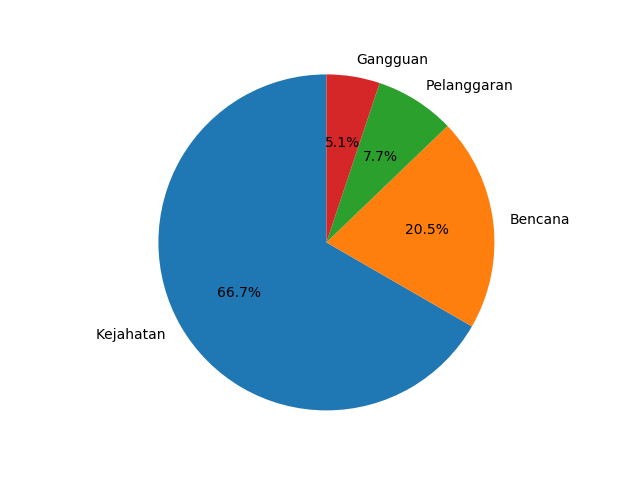 Gangguan
Pelanggaran
5.1%
7.7%
Bencana
20.5%
66.7%
Kejahatan